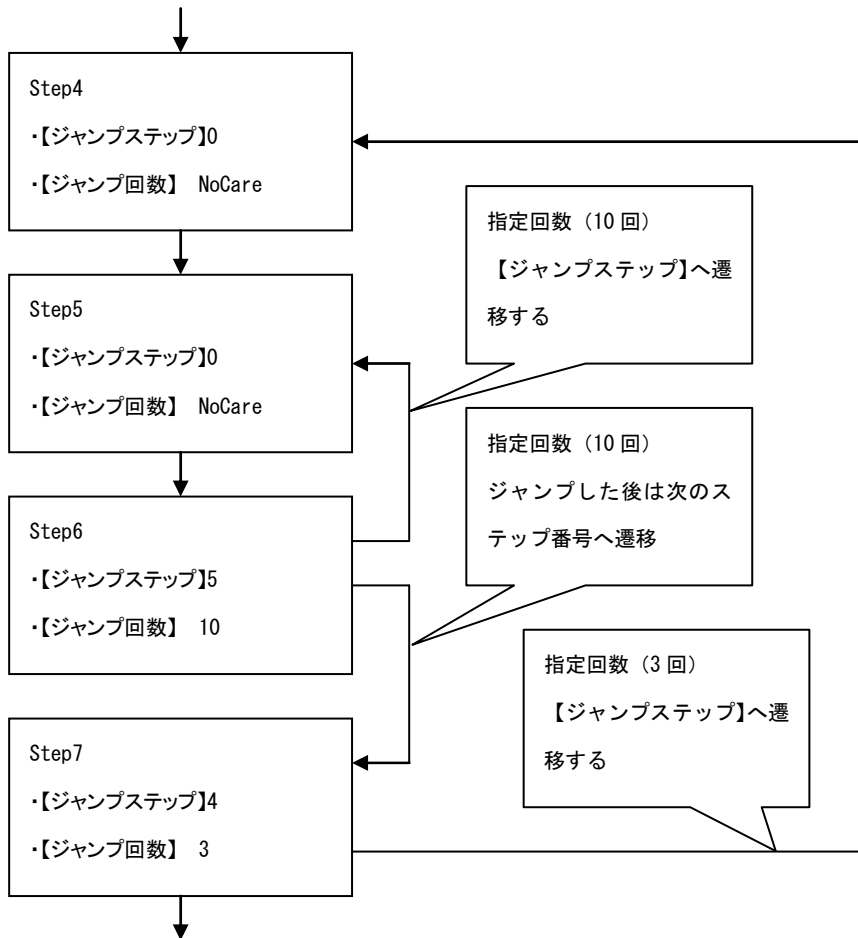 Step4
・【ジャンプステップ】0
・【ジャンプ回数】 NoCare
指定回数（10 回）
【ジャンプステップ】へ遷
移する
Step5
・【ジャンプステップ】0
・【ジャンプ回数】 NoCare
指定回数（10 回）
ジャンプした後は次のス
テップ番号へ遷移
Step6
・【ジャンプステップ】5
・【ジャンプ回数】 10
指定回数（3 回）
【ジャンプステップ】へ遷
移する
Step7
・【ジャンプステップ】4
・【ジャンプ回数】 3